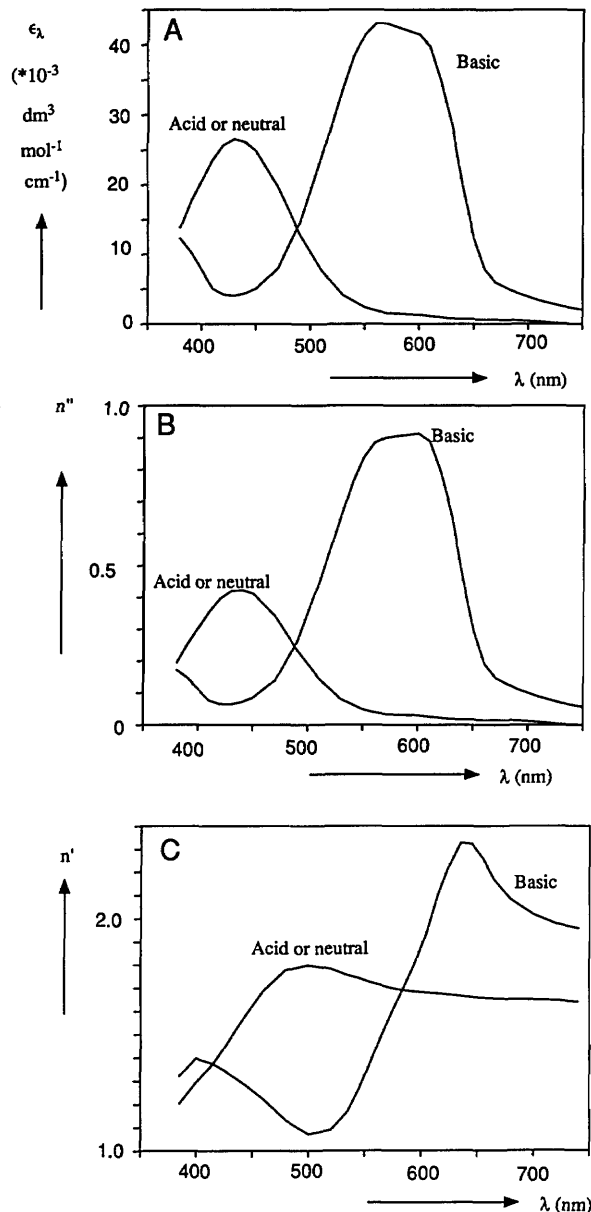 A
ϵλ
(*10⁻³
dm³
mol⁻¹
cm⁻¹)
40
30
20
10
0
Acid or neutral
Basic
400 500 600 700
λ (nm)
B
n"
1.0
0.5
0
Acid or neutral
Basic
400 500 600 700
λ (nm)
C
n'
2.0
1.0
Acid or neutral
Basic
400 500 600 700
λ (nm)